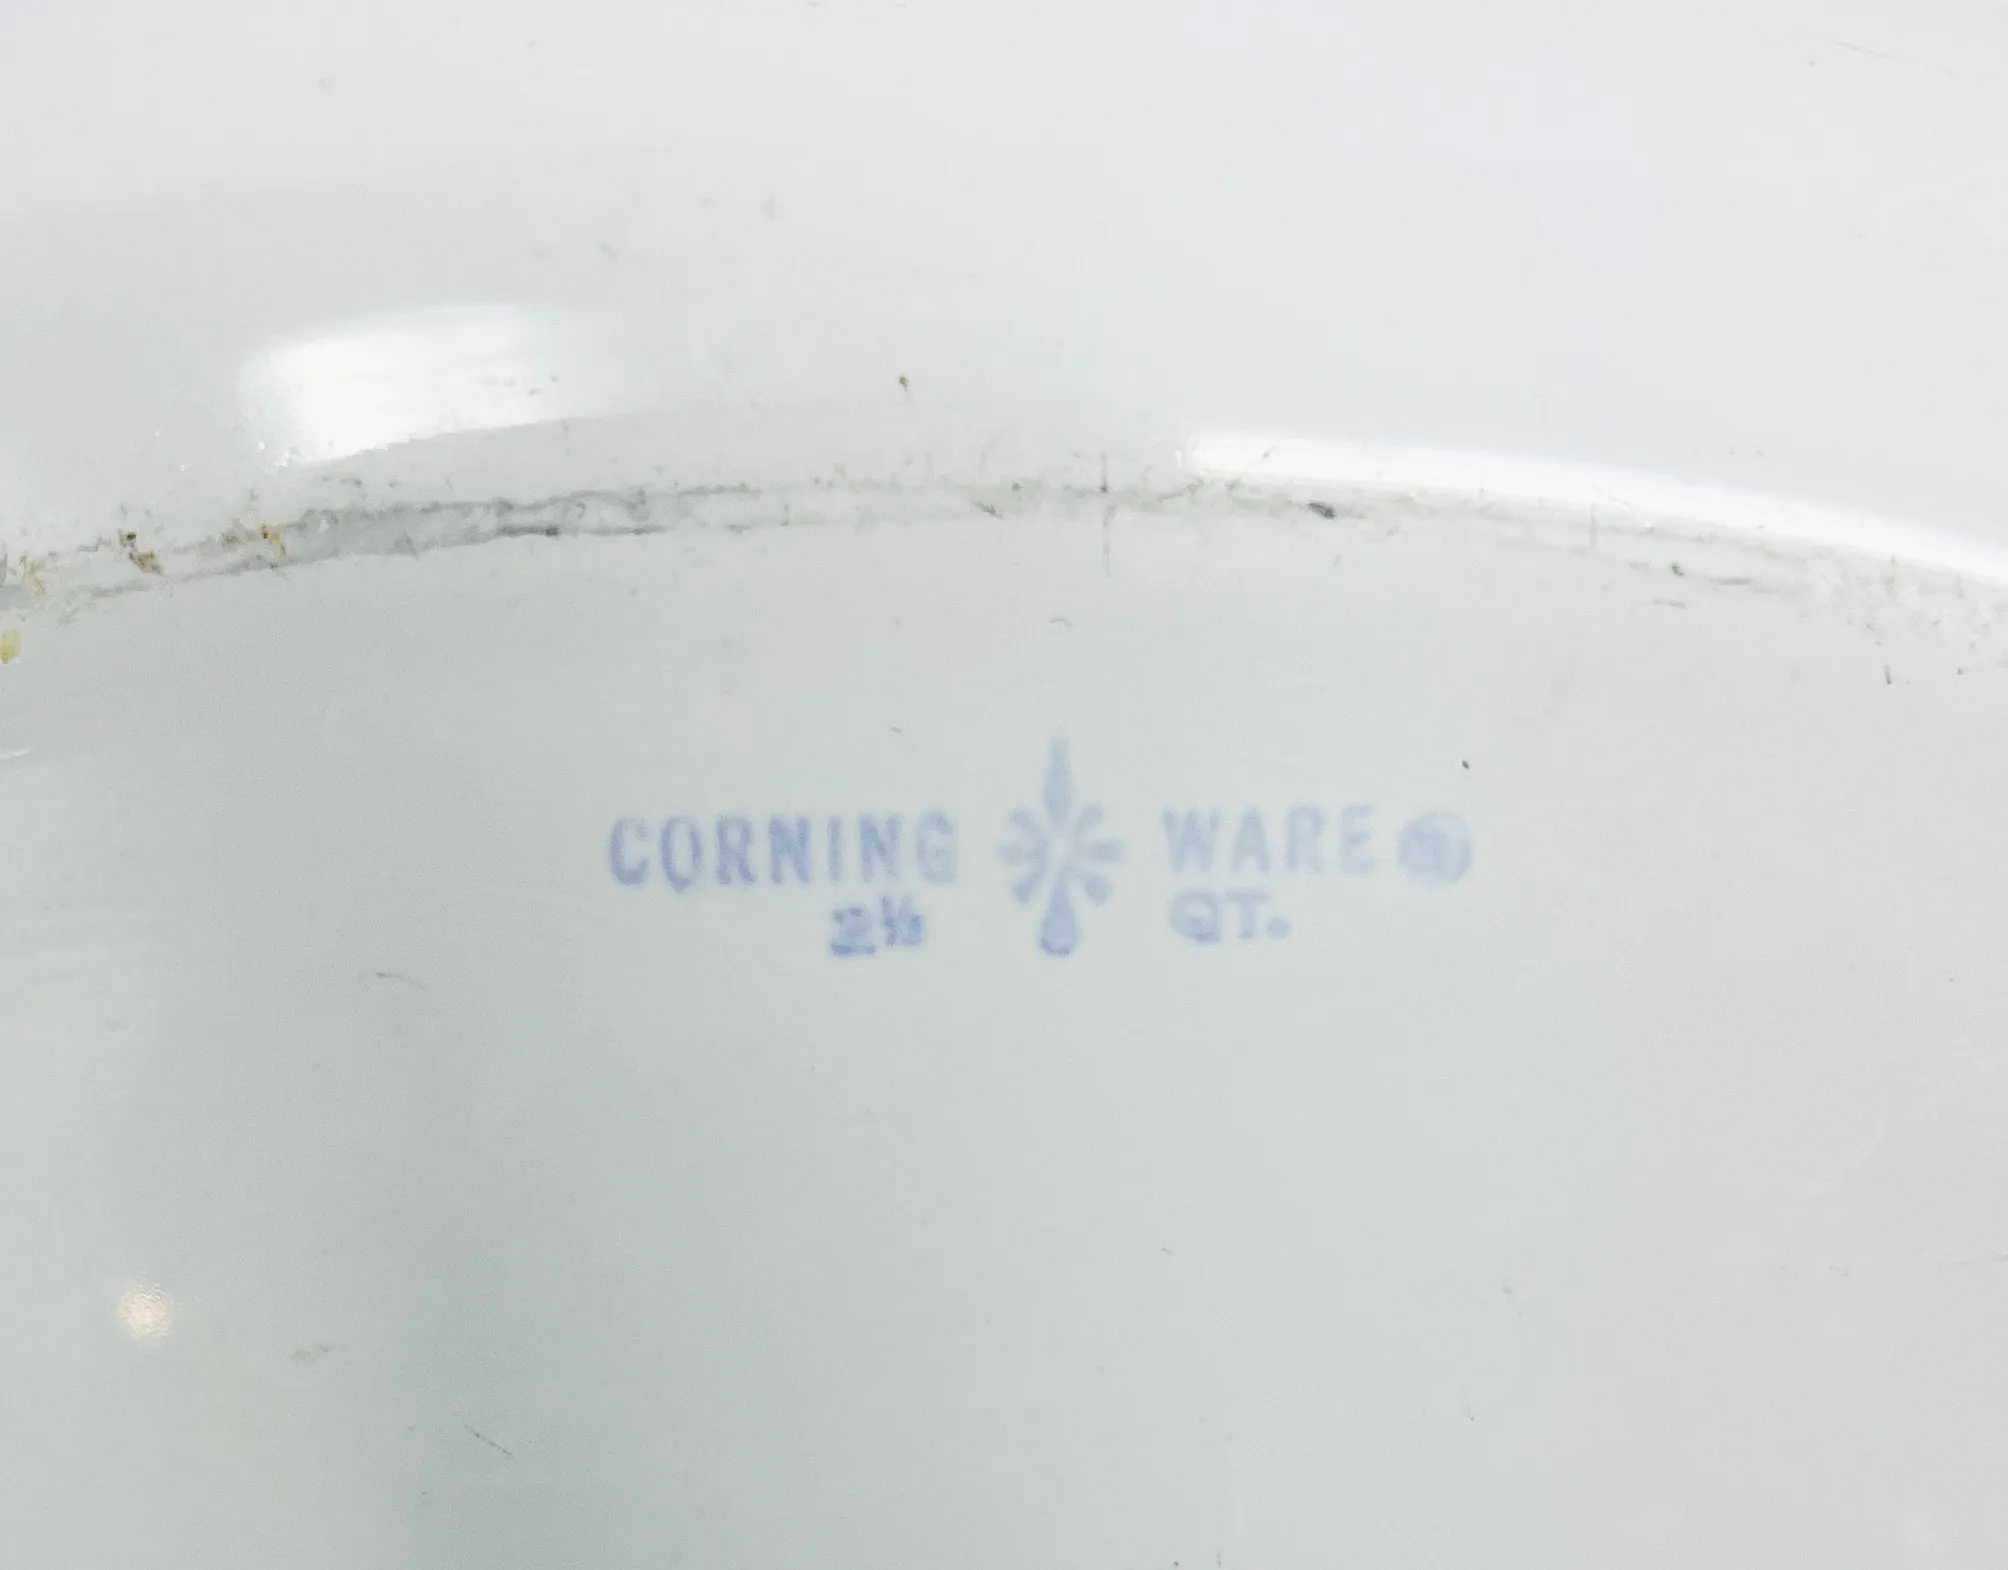 CORNING WARE ®
2½ QT.